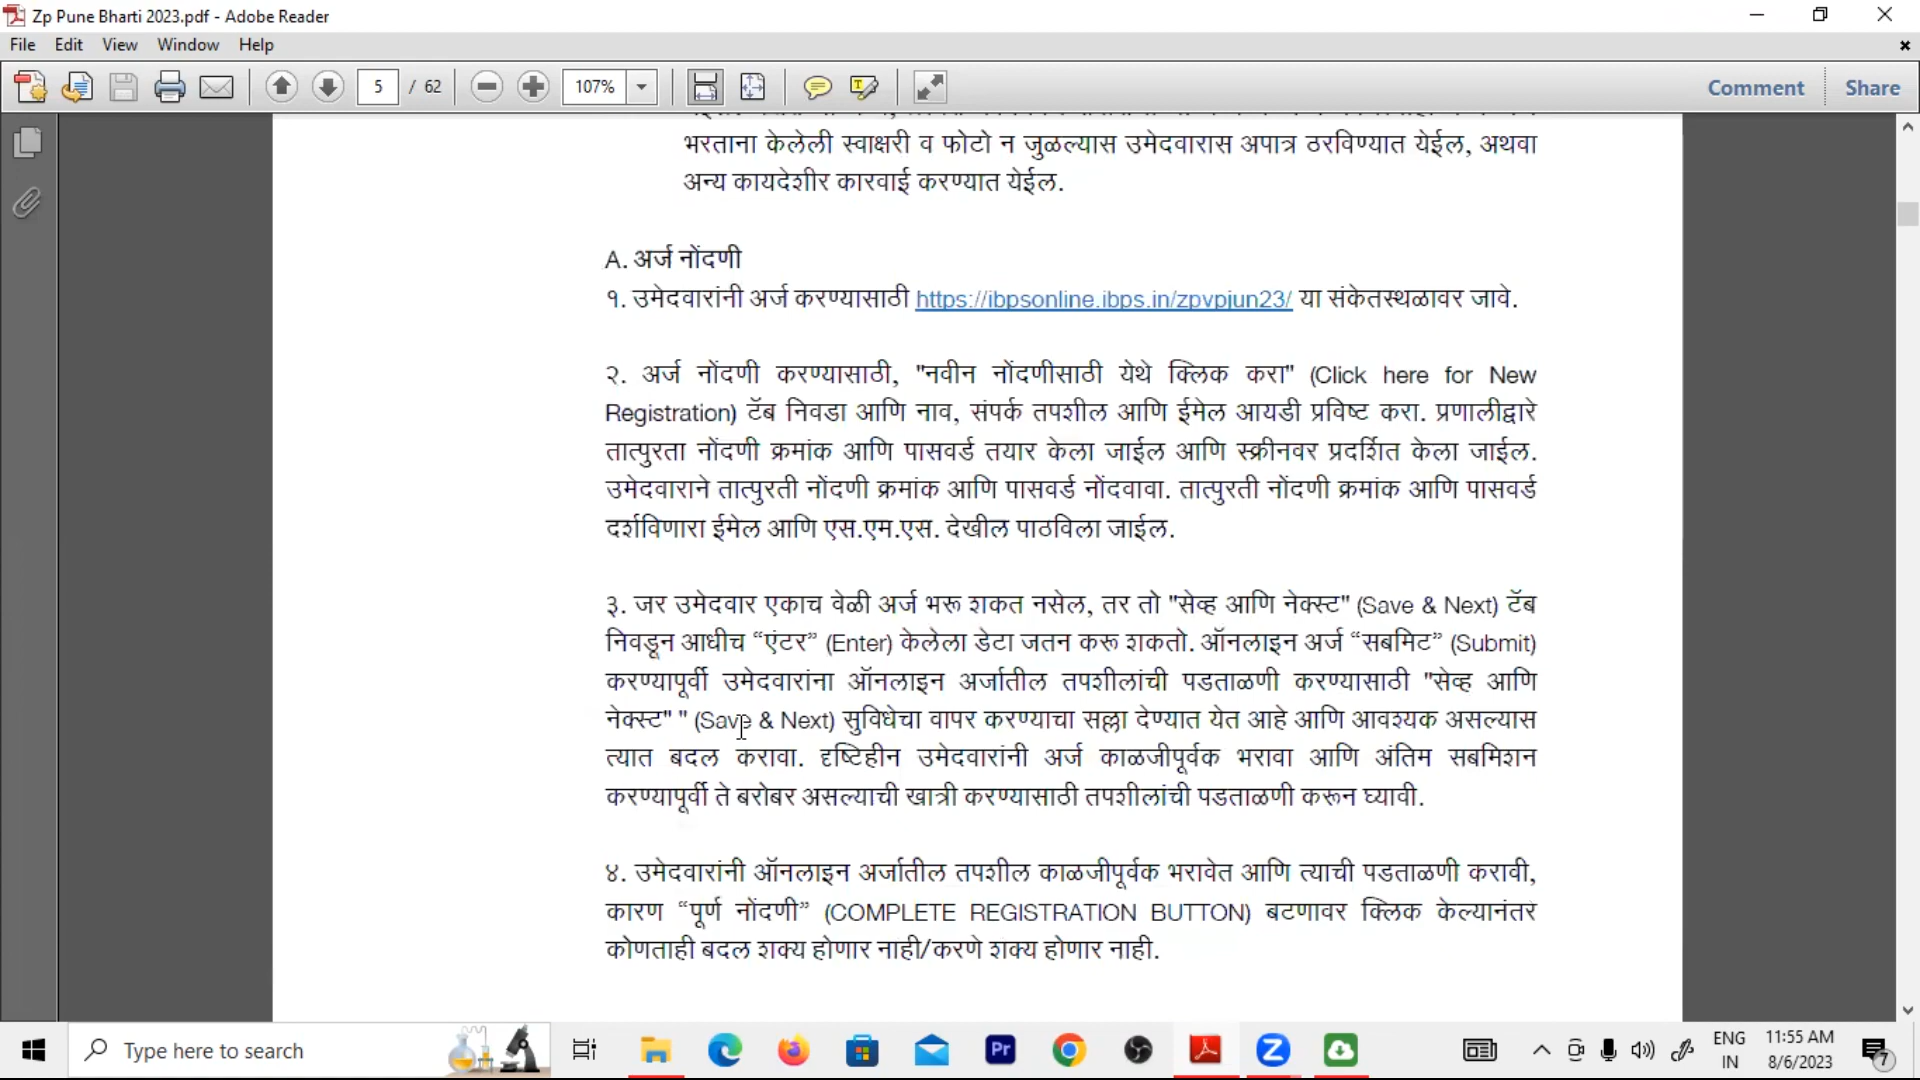 Zp Pune Bharti 2023.pdf - Adobe Reader
File Edit View Window Help
5 / 62 107% Comment Share
भरताना केलेली स्वाक्षरी व फोटो न जुळल्यास उमेदवारास अपात्र ठरविण्यात येईल, अथवा
अन्य कायदेशीर कारवाई करण्यात येईल.
A. अर्ज नोंदणी
१. उमेदवारांनी अर्ज करण्यासाठी https://ibpsonline.ibps.in/zpvpjun23/ या संकेतस्थळावर जावे.
२. अर्ज नोंदणी करण्यासाठी, "नवीन नोंदणीसाठी येथे क्लिक करा" (Click here for New
Registration) टॅब निवडा आणि नाव, संपर्क तपशील आणि ईमेल आयडी प्रविष्ट करा. प्रणालीद्वारे
तात्पुरता नोंदणी क्रमांक आणि पासवर्ड तयार केला जाईल आणि स्क्रीनवर प्रदर्शित केला जाईल.
उमेदवाराने तात्पुरती नोंदणी क्रमांक आणि पासवर्ड नोंदवावा. तात्पुरती नोंदणी क्रमांक आणि पासवर्ड
दर्शविणारा ईमेल आणि एस.एम.एस. देखील पाठविला जाईल.
३. जर उमेदवार एकाच वेळी अर्ज भरू शकत नसेल, तर तो "सेव्ह आणि नेक्स्ट" (Save & Next) टॅब
निवडून आधीच “एंटर” (Enter) केलेला डेटा जतन करू शकतो. ऑनलाइन अर्ज “सबमिट” (Submit)
करण्यापूर्वी उमेदवारांना ऑनलाइन अर्जातील तपशीलांची पडताळणी करण्यासाठी "सेव्ह आणि
नेक्स्ट" " (Save & Next) सुविधेचा वापर करण्याचा सल्ला देण्यात येत आहे आणि आवश्यक असल्यास
त्यात बदल करावा. दृष्टिहीन उमेदवारांनी अर्ज काळजीपूर्वक भरावा आणि अंतिम सबमिशन
करण्यापूर्वी ते बरोबर असल्याची खात्री करण्यासाठी तपशीलांची पडताळणी करून घ्यावी.
४. उमेदवारांनी ऑनलाइन अर्जातील तपशील काळजीपूर्वक भरावेत आणि त्याची पडताळणी करावी,
कारण “पूर्ण नोंदणी” (COMPLETE REGISTRATION BUTTON) बटणावर क्लिक केल्यानंतर
कोणताही बदल शक्य होणार नाही/करणे शक्य होणार नाही.
Type here to search Pr ENG 11:55 AM
IN 8/6/2023 7